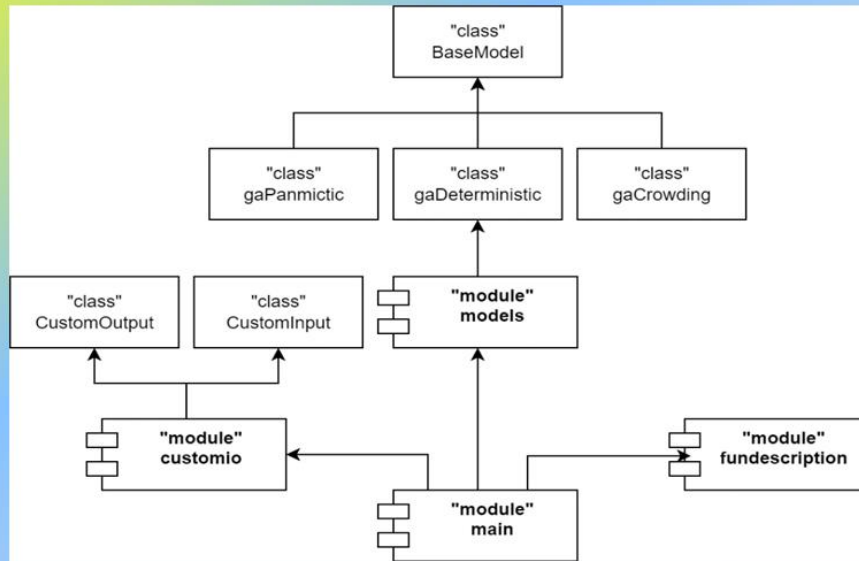 "class"
BaseModel
"class"
gaPanmictic
"class"
gaDeterministic
"class"
gaCrowding
"class"
CustomOutput
"class"
CustomInput
"module"
models
"module"
customio
"module"
fundescription
"module"
main